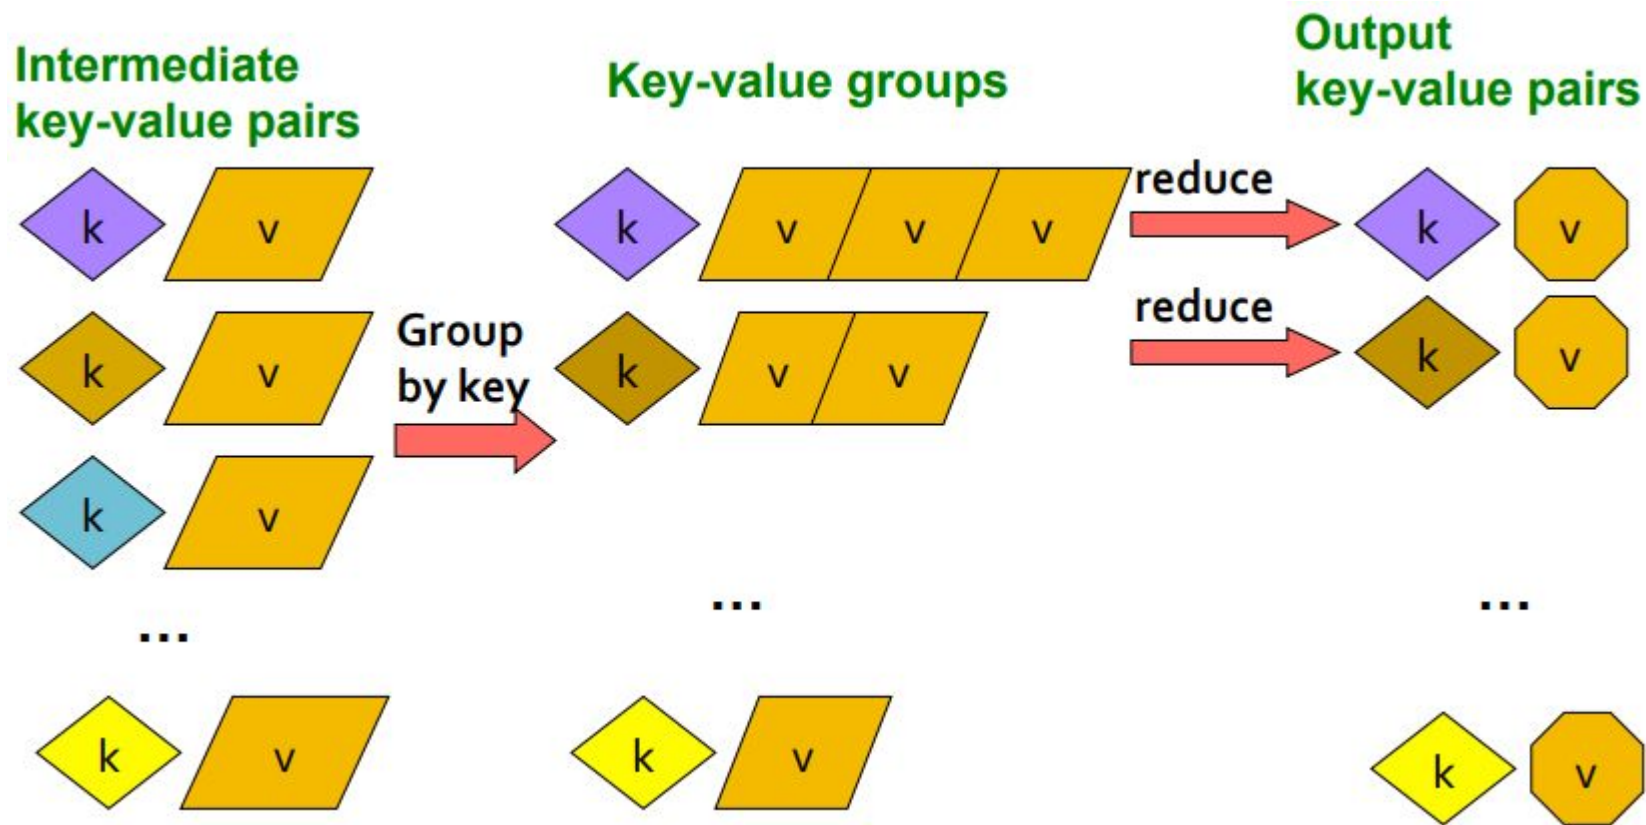 Intermediate
key-value pairs
Key-value groups
Output
key-value pairs
k v
k v v v
reduce
k v
k v
Group
by key
k v v
reduce
k v
k v
...
...
...
k v
k v
k v